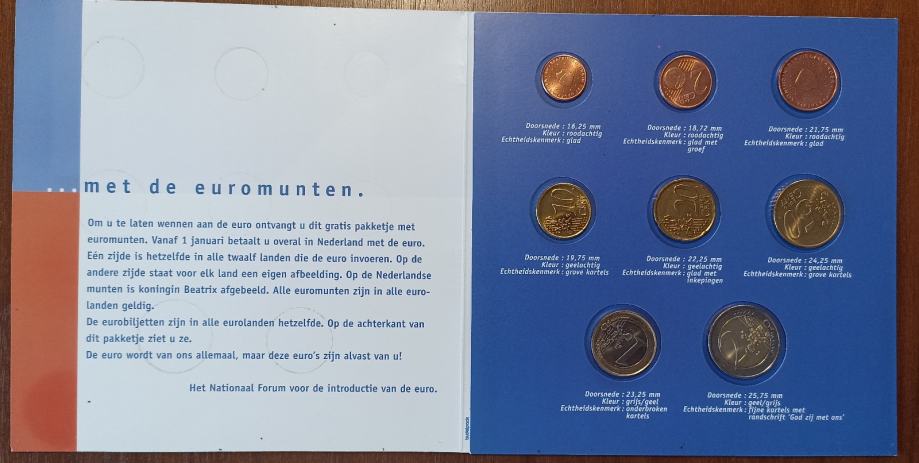 ...met de euromunten.
Om u te laten wennen aan de euro ontvangt u dit gratis pakketje met
euromunten. Vanaf 1 januari betaalt u overal in Nederland met de euro.
Eén zijde is hetzelfde in alle twaalf landen die de euro invoeren. Op de
andere zijde staat voor elk land een eigen afbeelding. Op de Nederlandse
munten is koningin Beatrix afgebeeld. Alle euromunten zijn in alle euro-
landen geldig.
De eurobiljetten zijn in alle eurolanden hetzelfde. Op de achterkant van
dit pakketje ziet u ze.
De euro wordt van ons allemaal, maar deze euro's zijn alvast van u!
Het Nationaal Forum voor de introductie van de euro.
Doorsnede : 16,25 mm
Kleur : roodachtig
Echtheidskenmerk : glad
Doorsnede : 18,72 mm
Kleur : roodachtig
Echtheidskenmerk : glad met
groef
Doorsnede : 21,75 mm
Kleur : roodachtig
Echtheidskenmerk : glad
Doorsnede : 19,75 mm
Kleur : geelachtig
Echtheidskenmerk : grove kartels
Doorsnede : 22,25 mm
Kleur : geelachtig
Echtheidskenmerk : glad met
inkepingen
Doorsnede : 24,25 mm
Kleur : geelachtig
Echtheidskenmerk : grove kartels
Doorsnede : 23,25 mm
Kleur : grijs/geel
Echtheidskenmerk : onderbroken
kartels
Doorsnede : 25,75 mm
Kleur : geel/grijs
Echtheidskenmerk : fijne kartels met
randschrift 'God zij met ons'